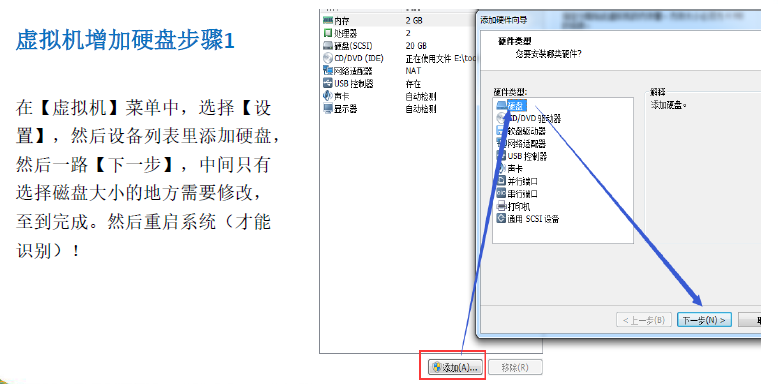 虚拟机增加硬盘步骤1
在【虚拟机】菜单中，选择【设
置】，然后设备列表里添加硬盘，
然后一路【下一步】，中间只有
选择磁盘大小的地方需要修改，
至到完成。然后重启系统（才能
识别）！
内存 2 GB
处理器 2
硬盘(SCSI) 20 GB
CD/DVD (IDE) 正在使用文件 E:\tool
网络适配器 NAT
USB 控制器 存在
声卡 自动检测
显示器 自动检测
添加(A)... 移除(R)
添加硬件向导
硬件类型
您要安装哪类硬件?
硬件类型:
硬盘
CD/DVD 驱动器
软盘驱动器
网络适配器
USB 控制器
声卡
并行端口
串行端口
打印机
通用 SCSI 设备
解释
添加硬盘。
< 上一步(B) 下一步(N) >